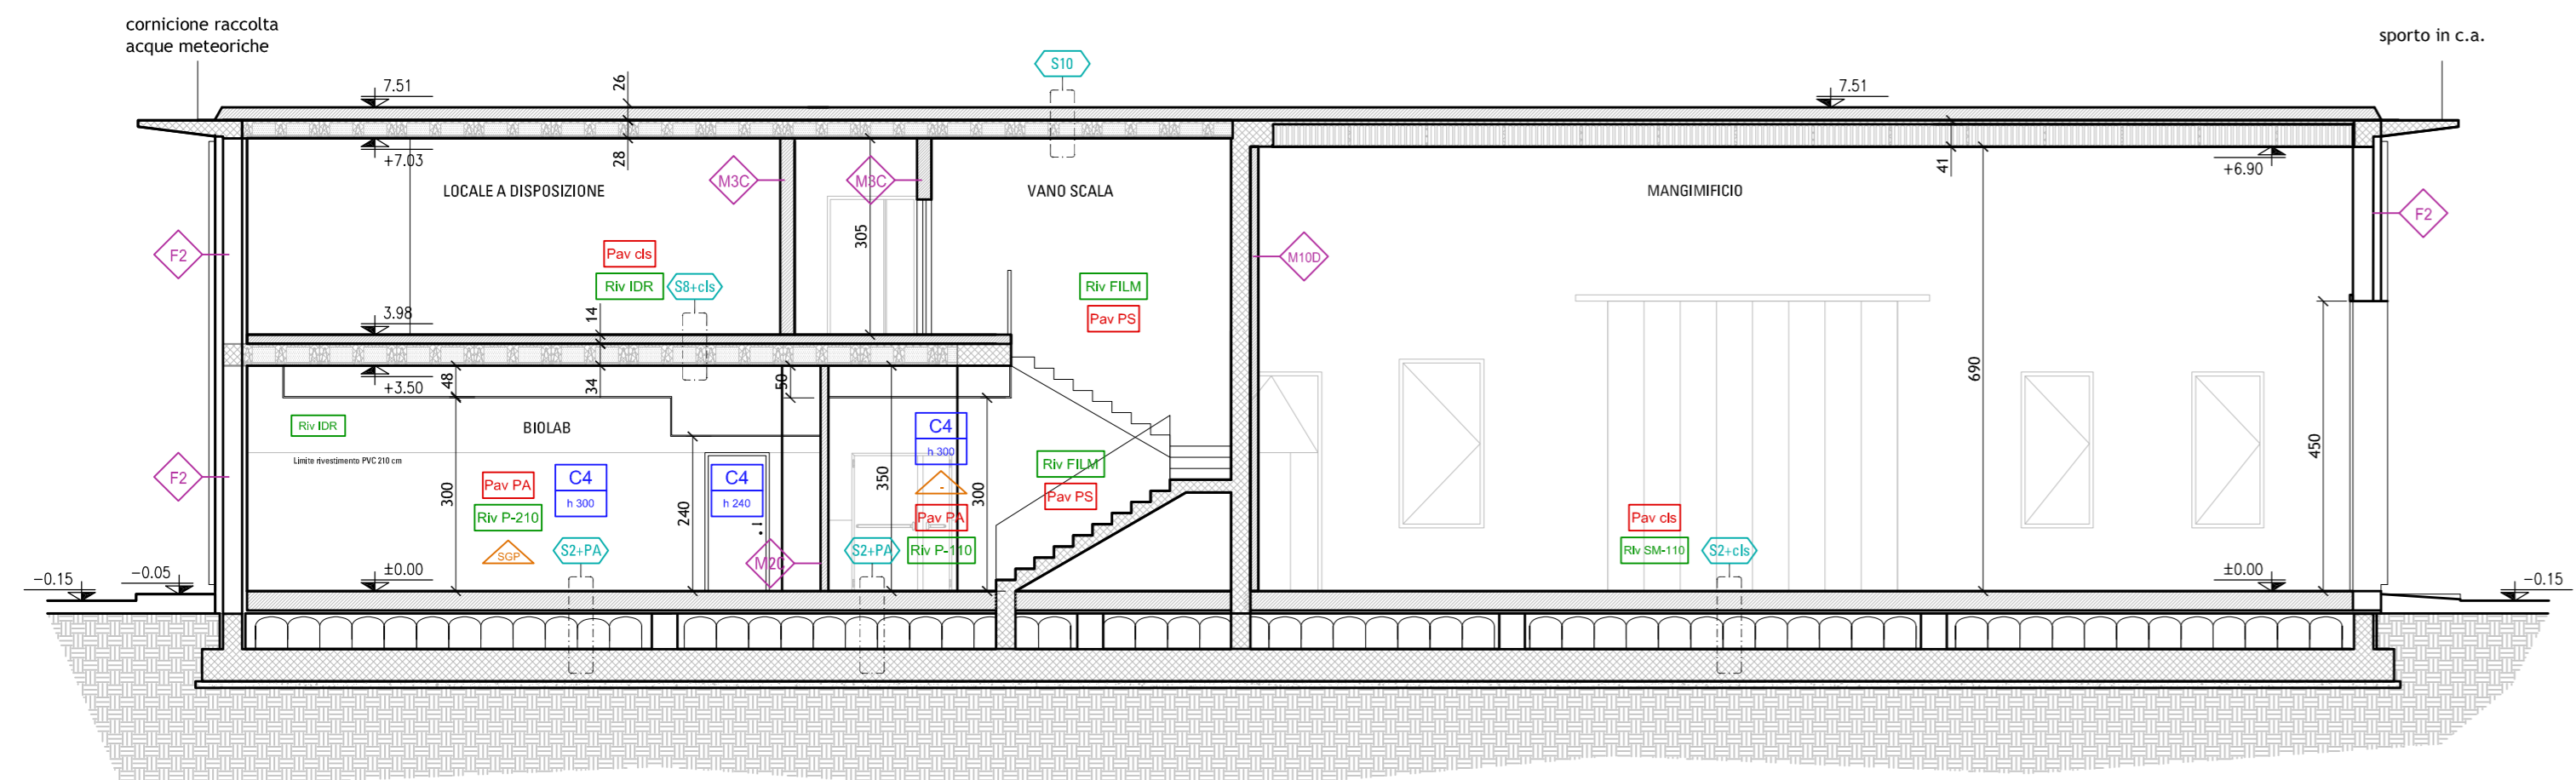 cornicione raccolta
acque meteoriche
sporto in c.a.
S10
7.51
26
7.51
+7.03
28
41
+6.90
M3C
M3C
LOCALE A DISPOSIZIONE
VANO SCALA
MANGIMIFICIO
F2
F2
305
M10D
Pav cls
Riv IDR
S8+cls
Riv FILM
Pav PS
3.98
14
690
+3.50
48
34
50
Riv IDR
BIOLAB
C4
h 300
450
Limite rivestimento PVC 210 cm
F2
Riv FILM
Pav PS
Pav PA
C4
h 300
C4
h 240
300
350
300
240
-
Riv P-210
Pav PA
Pav cls
SGP
S2+PA
S2+PA
Riv P-110
Riv SM-110
S2+cls
M2C
-0.15
-0.05
±0.00
±0.00
-0.15